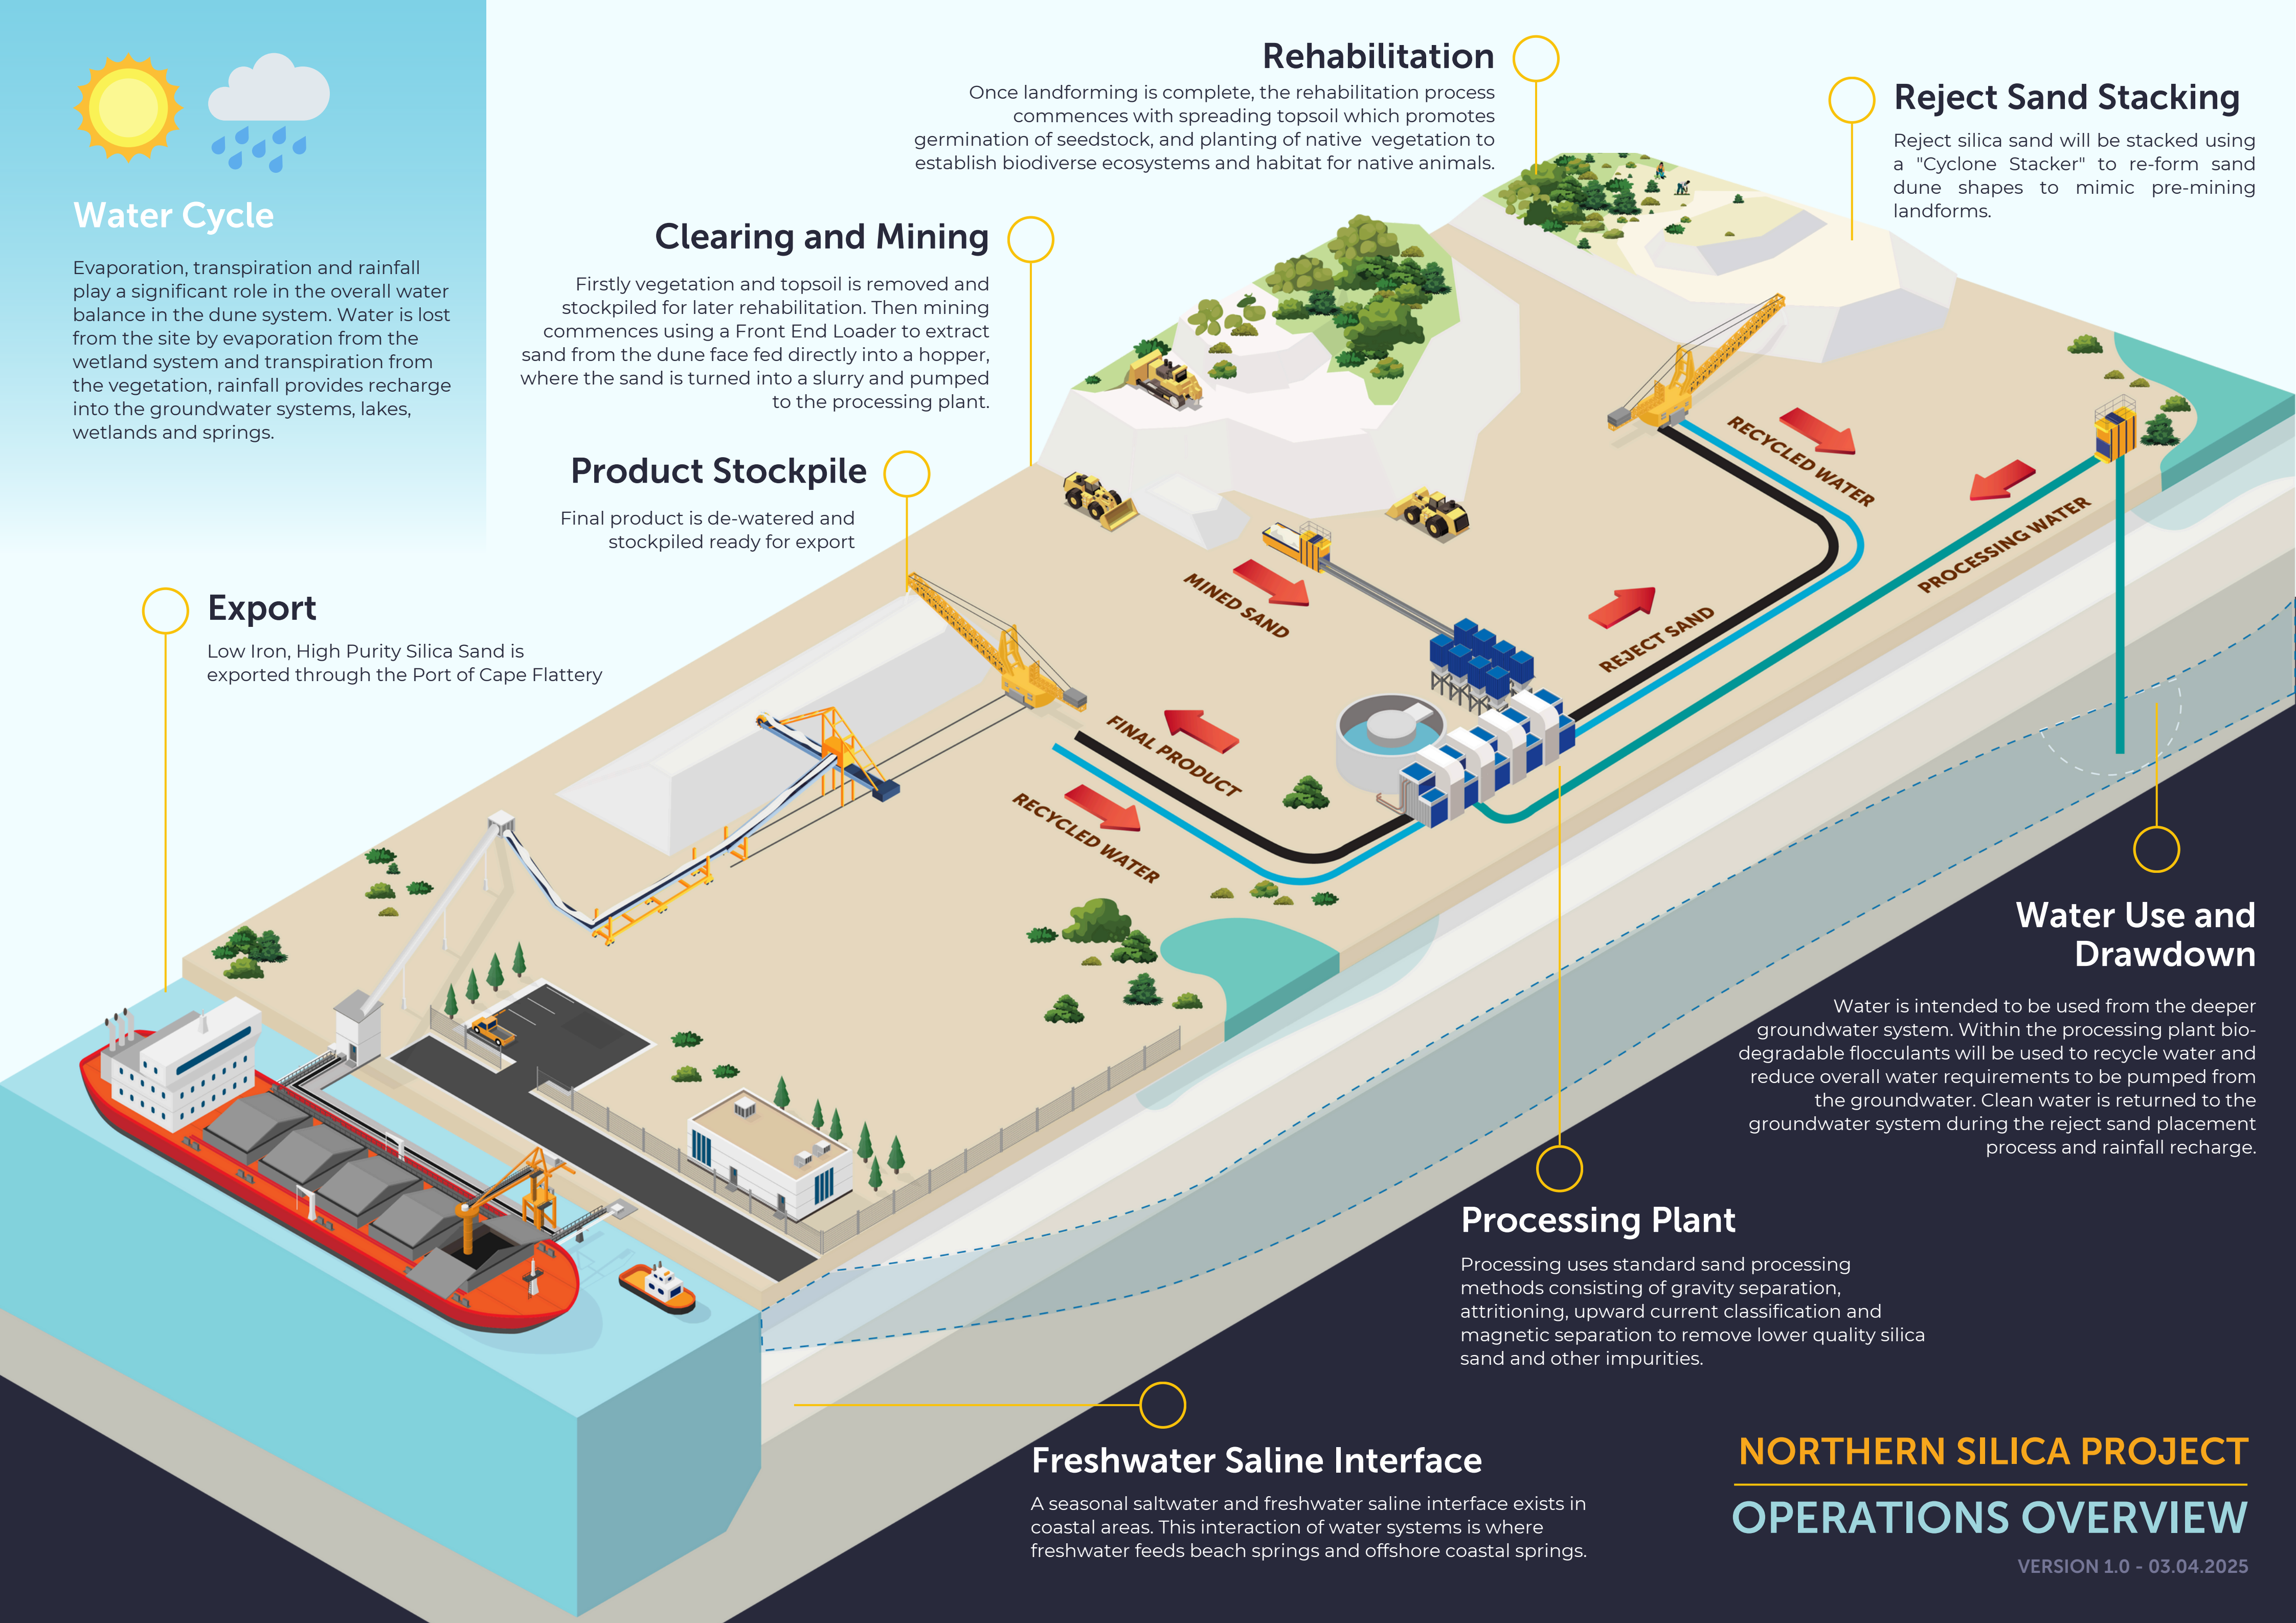 Water Cycle
Evaporation, transpiration and rainfall
play a significant role in the overall water
balance in the dune system. Water is lost
from the site by evaporation from the
wetland system and transpiration from
the vegetation, rainfall provides recharge
into the groundwater systems, lakes,
wetlands and springs.
Rehabilitation
Once landforming is complete, the rehabilitation process
commences with spreading topsoil which promotes
germination of seedstock, and planting of native vegetation to
establish biodiverse ecosystems and habitat for native animals.
Reject Sand Stacking
Reject silica sand will be stacked using
a "Cyclone Stacker" to re-form sand
dune shapes to mimic pre-mining
landforms.
Clearing and Mining
Firstly vegetation and topsoil is removed and
stockpiled for later rehabilitation. Then mining
commences using a Front End Loader to extract
sand from the dune face fed directly into a hopper,
where the sand is turned into a slurry and pumped
to the processing plant.
Product Stockpile
Final product is de-watered and
stockpiled ready for export
Export
Low Iron, High Purity Silica Sand is
exported through the Port of Cape Flattery
RECYCLED WATER
PROCESSING WATER
MINED SAND
REJECT SAND
FINAL PRODUCT
RECYCLED WATER
Water Use and
Drawdown
Water is intended to be used from the deeper
groundwater system. Within the processing plant bio-
degradable flocculants will be used to recycle water and
reduce overall water requirements to be pumped from
the groundwater. Clean water is returned to the
groundwater system during the reject sand placement
process and rainfall recharge.
Processing Plant
Processing uses standard sand processing
methods consisting of gravity separation,
attritioning, upward current classification and
magnetic separation to remove lower quality silica
sand and other impurities.
Freshwater Saline Interface
A seasonal saltwater and freshwater saline interface exists in
coastal areas. This interaction of water systems is where
freshwater feeds beach springs and offshore coastal springs.
NORTHERN SILICA PROJECT
OPERATIONS OVERVIEW
VERSION 1.0 - 03.04.2025